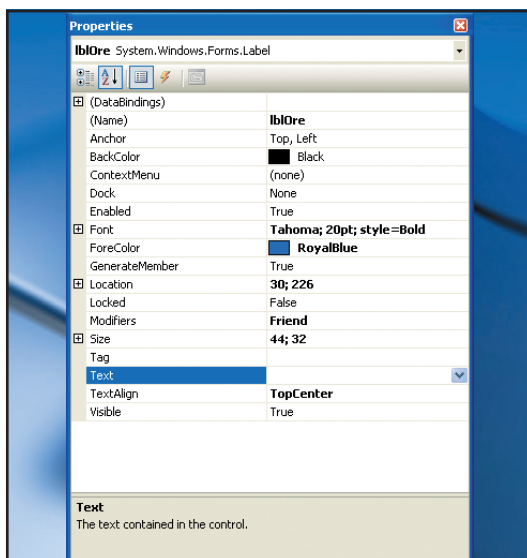 Properties
lblOre System.Windows.Forms.Label
(DataBindings)
(Name) lblOre
Anchor Top, Left
BackColor Black
ContextMenu (none)
Dock None
Enabled True
Font Tahoma; 20pt; style=Bold
ForeColor RoyalBlue
GenerateMember True
Location 30; 226
Locked False
Modifiers Friend
Size 44; 32
Tag
Text
TextAlign TopCenter
Visible True
Text
The text contained in the control.